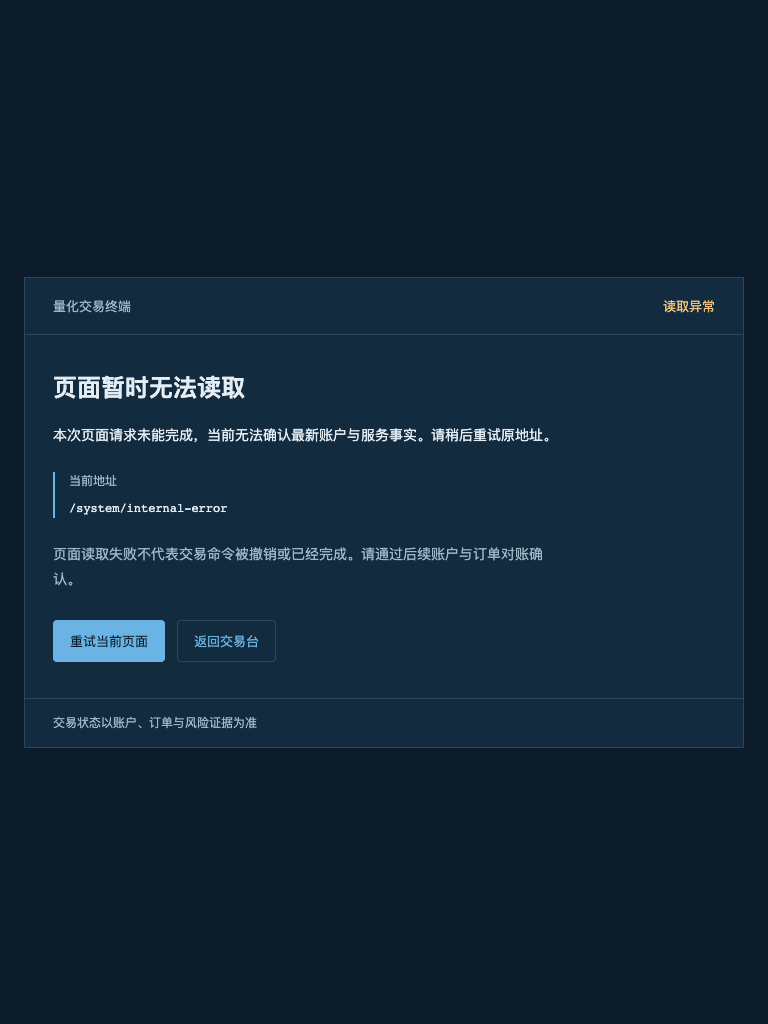 量化交易终端
读取异常
页面暂时无法读取
本次页面请求未能完成，当前无法确认最新账户与服务事实。请稍后重试原地址。
当前地址
/system/internal-error
页面读取失败不代表交易命令被撤销或已经完成。请通过后续账户与订单对账确
认。
重试当前页面
返回交易台
交易状态以账户、订单与风险证据为准